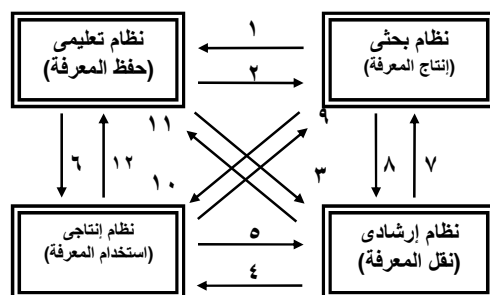 نظام بحثى
(إنتاج المعرفة)
١
٢
نظام تعليمى
(حفظ المعرفة)
٩
١١
٣
٧
٨
١٠
١٢
٦
نظام إرشادى
(نقل المعرفة)
٥
٤
نظام إنتاجى
(استخدام المعرفة)